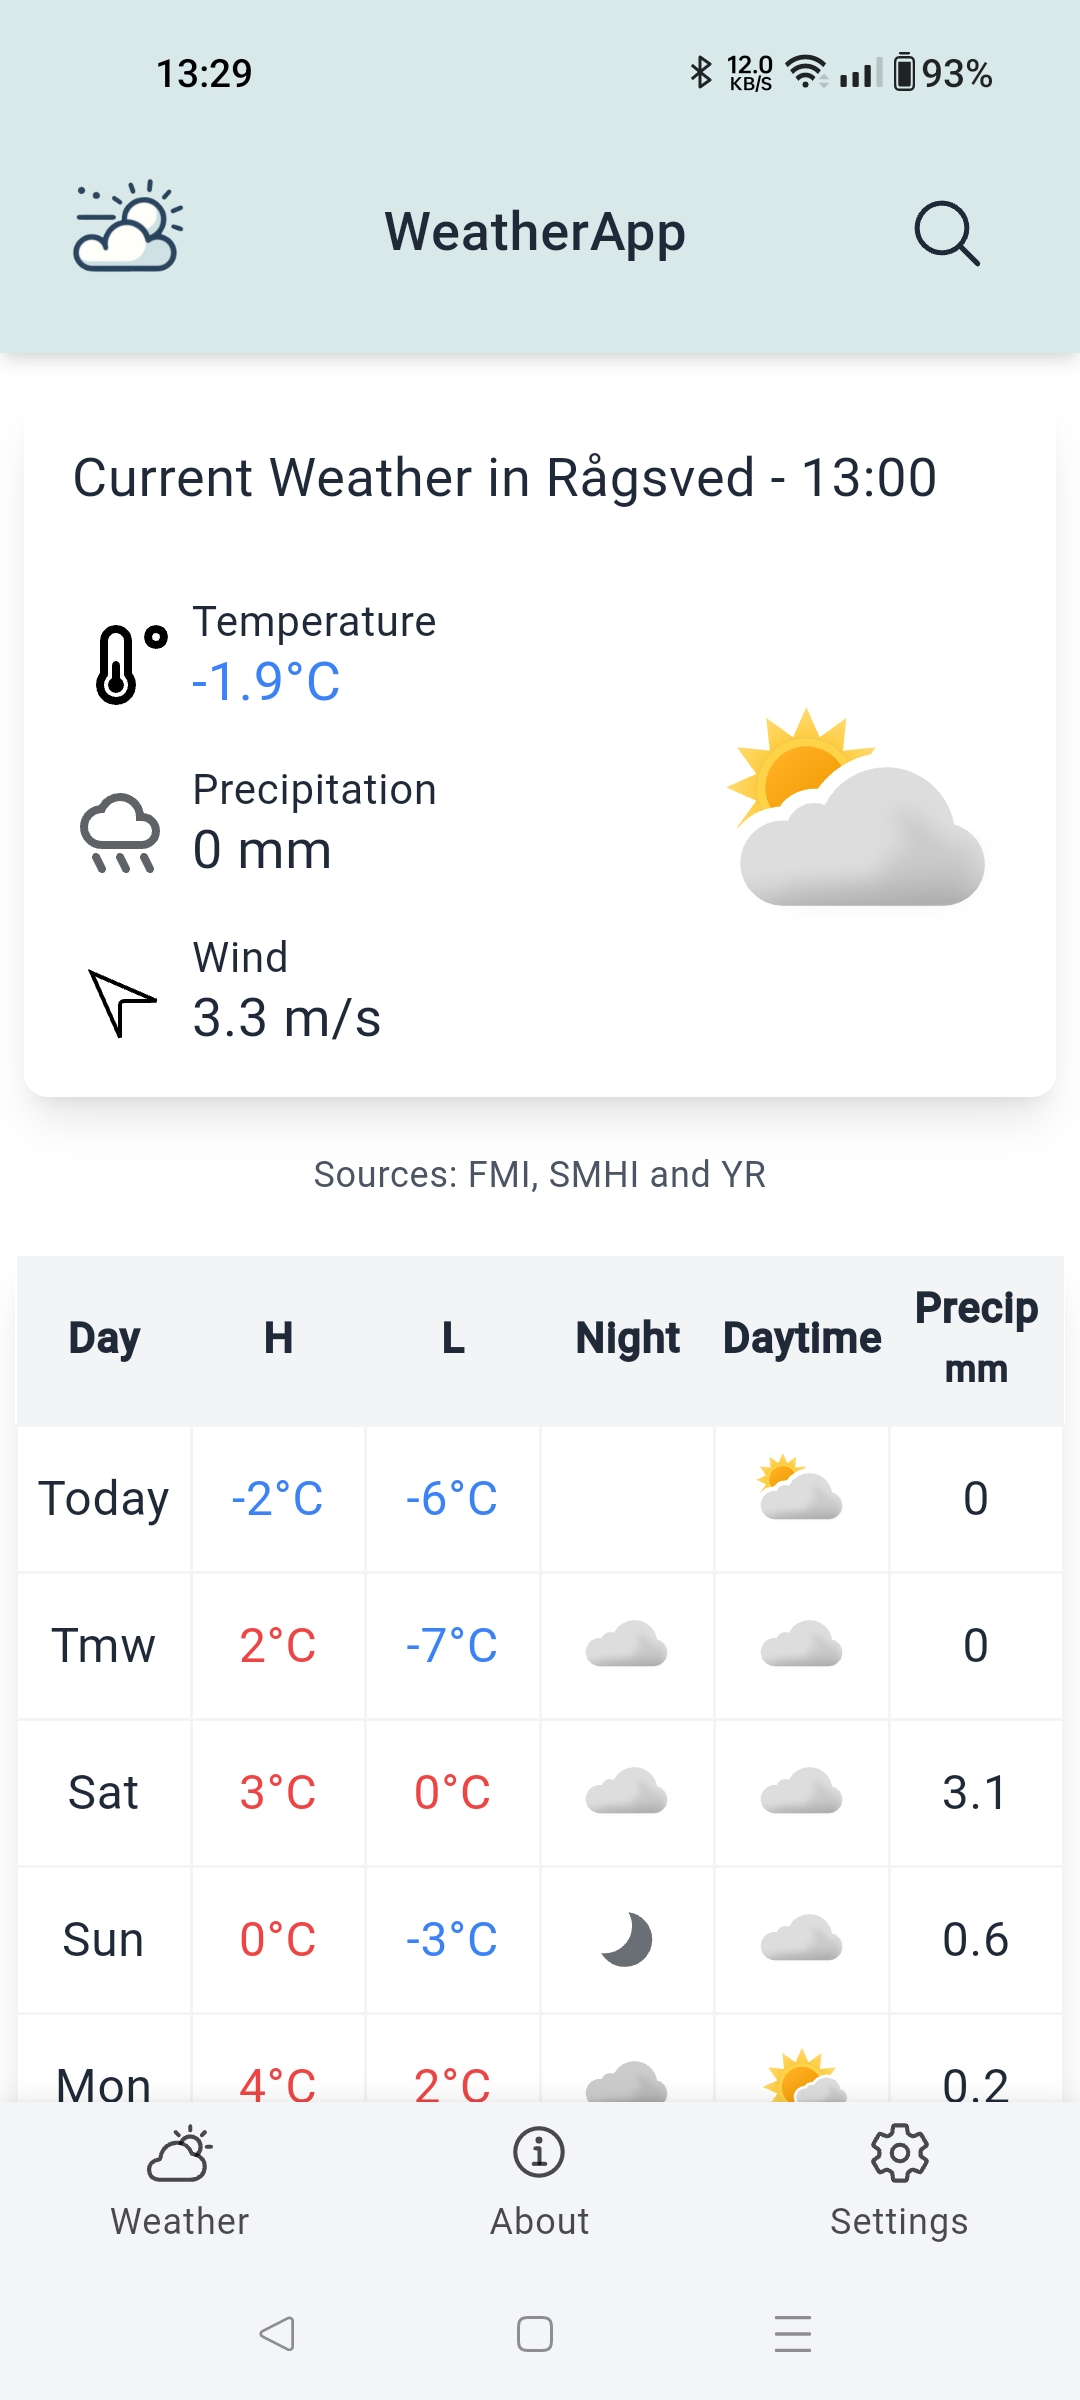 13:29
12.0
KB/S
93%
WeatherApp
Current Weather in Rågsved - 13:00
Temperature
-1.9°C
Precipitation
0 mm
Wind
3.3 m/s
Sources: FMI, SMHI and YR
Day H L Night Daytime Precip mm
Today -2°C -6°C 0
Tmw 2°C -7°C 0
Sat 3°C 0°C 3.1
Sun 0°C -3°C 0.6
Mon 4°C 2°C 0.2
Weather About Settings